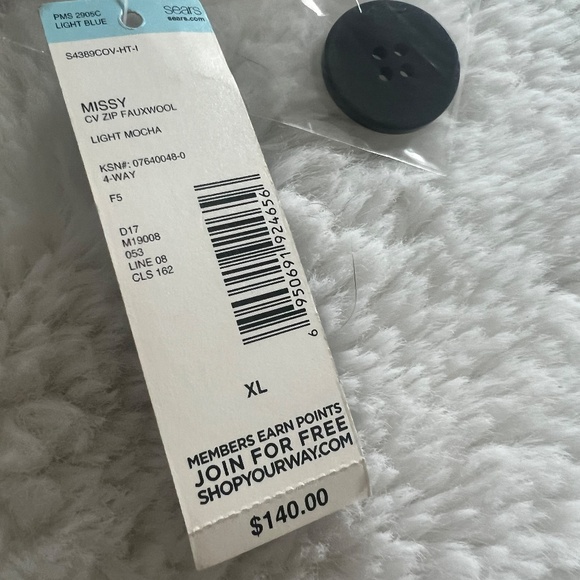 PMS 2905C
LIGHT BLUE
sears
sears.com
S4389COV-HT-I
MISSY
CV ZIP FAUXWOOL
LIGHT MOCHA
KSN#: 07640048-0
4-WAY
F5
D17
M19008
053
LINE 08
CLS 162
6 95069 192465 6
XL
MEMBERS EARN POINTS
JOIN FOR FREE
SHOPYOURWAY.COM
$140.00